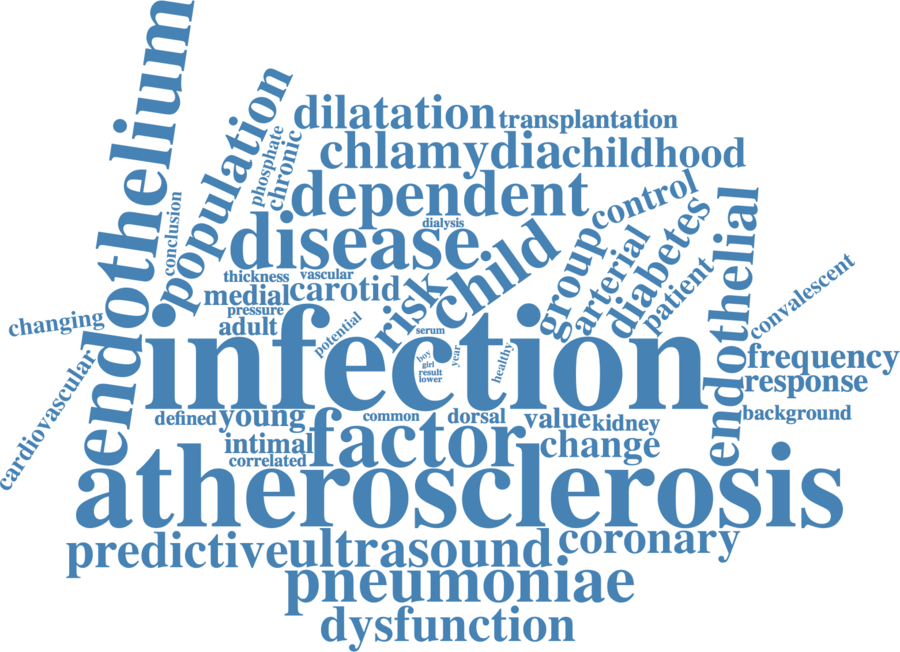 endothelium
population
phosphate
chronic
conclusion
dilatation
transplantation
chlamydia
childhood
dependent
control
dialysis
disease
child
group
arterial
diabetes
patient
endothelial
convalescent
thickness
vascular
medial
carotid
risk
pressure
adult
potential
serum
changing
cardiovascular
infection
boy
girl
result
lower
year
healthy
frequency
response
background
defined
young
common
dorsal
value
kidney
intimal
factor
change
correlated
atherosclerosis
predictive
ultrasound
coronary
pneumoniae
dysfunction